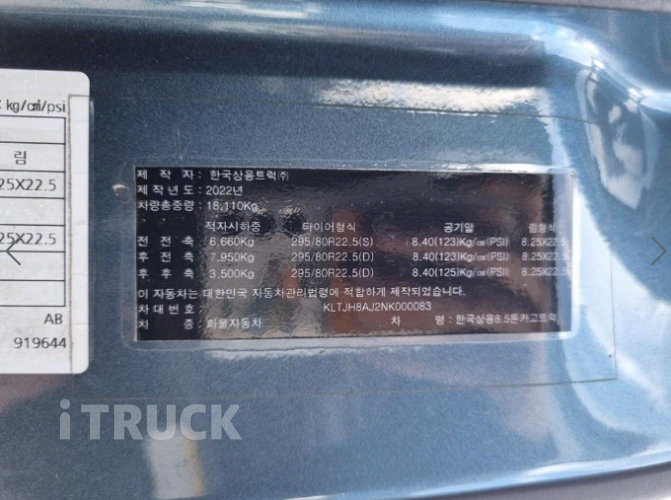 kg/㎠/psi
림
25X22.5
25X22.5
AB
919644
제 작 자 : 한국상용트럭㈜
제작년도 : 2022년
차량총중량 : 18,110Kg
적차시하중 타이어형식 공기압 림형식
전 전 축 6,660Kg 295/80R22.5(S) 8.40(123)Kg/㎠(PSI) 8.25X22.5
후 전 축 7,950Kg 295/80R22.5(D) 8.40(123)Kg/㎠(PSI) 8.25X22.5
후 후 축 3,500Kg 295/80R22.5(D) 8.40(125)Kg/㎠(PSI) 8.25X22.5
이 자동차는 대한민국 자동차관리법령에 적합하게 제작되었습니다.
차대번호 : KLTJH8AJ2NK000083
차 종 : 화물자동차 차 명 : 한국상용8.5톤카고트럭
iTRUCK